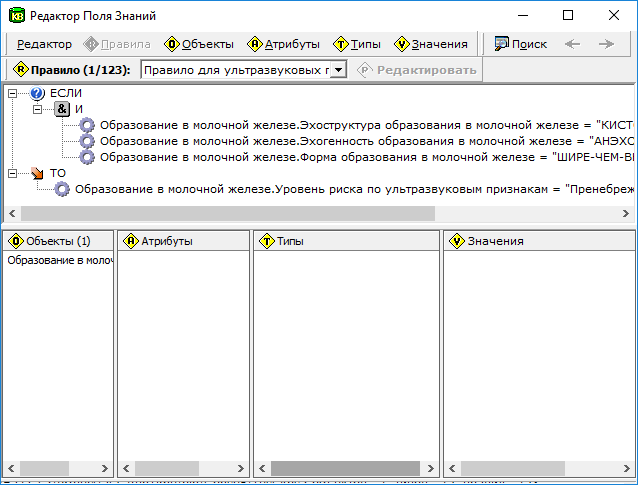 KB Редактор Поля Знаний
Редактор R Правила O Объекты A Атрибуты T Типы V Значения Поиск
R Правило (1/123): Правило для ультразвуковых P Редактировать
? ЕСЛИ
& И
Образование в молочной железе.Эхоструктура образования в молочной железе = "КИСТ
Образование в молочной железе.Эхогенность образования в молочной железе = "АНЭХО
Образование в молочной железе.Форма образования в молочной железе = "ШИРЕ-ЧЕМ-В
ТО
Образование в молочной железе.Уровень риска по ультразвуковым признакам = "Пренебреж
O Объекты (1) A Атрибуты T Типы V Значения
Образование в молоч